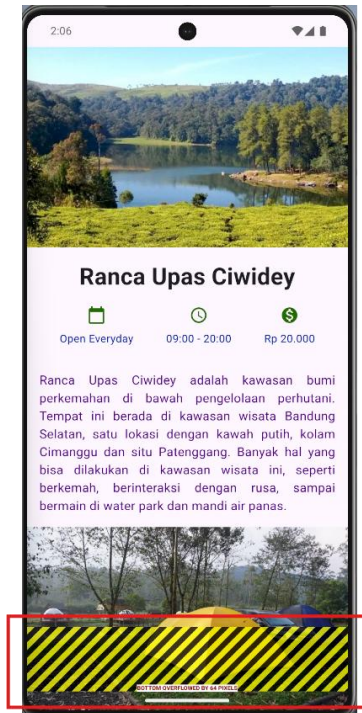 2:06
Ranca Upas Ciwidey
Open Everyday 09:00 - 20:00 Rp 20.000
Ranca Upas Ciwidey adalah kawasan bumi
perkemahan di bawah pengelolaan perhutani.
Tempat ini berada di kawasan wisata Bandung
Selatan, satu lokasi dengan kawah putih, kolam
Cimanggu dan situ Patenggang. Banyak hal yang
bisa dilakukan di kawasan wisata ini, seperti
berkemah, berinteraksi dengan rusa, sampai
bermain di water park dan mandi air panas.
BOTTOM OVERFLOWED BY 64 PIXELS